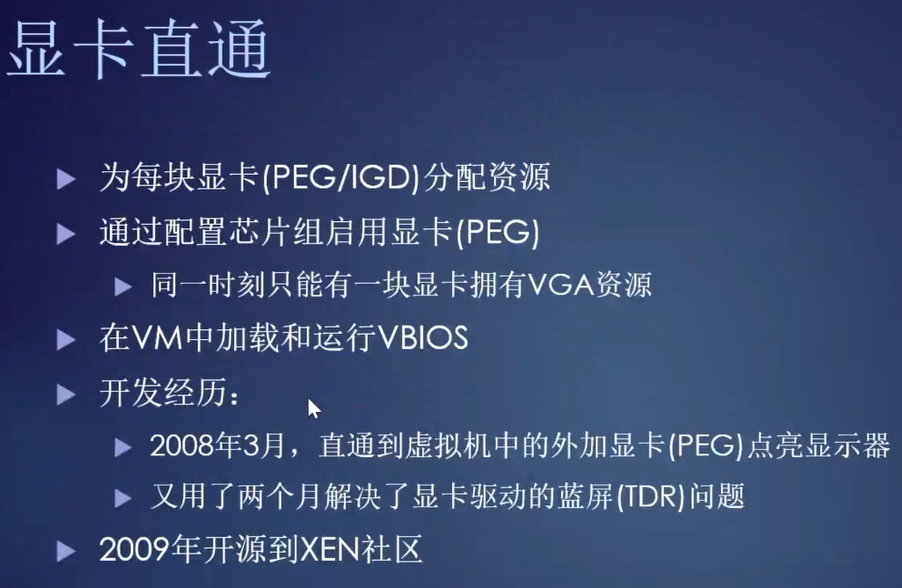 显卡直通
为每块显卡(PEG/IGD)分配资源
通过配置芯片组启用显卡(PEG)
同一时刻只能有一块显卡拥有VGA资源
在VM中加载和运行VBIOS
开发经历：
2008年3月，直通到虚拟机中的外加显卡(PEG)点亮显示器
又用了两个月解决了显卡驱动的蓝屏(TDR)问题
2009年开源到XEN社区